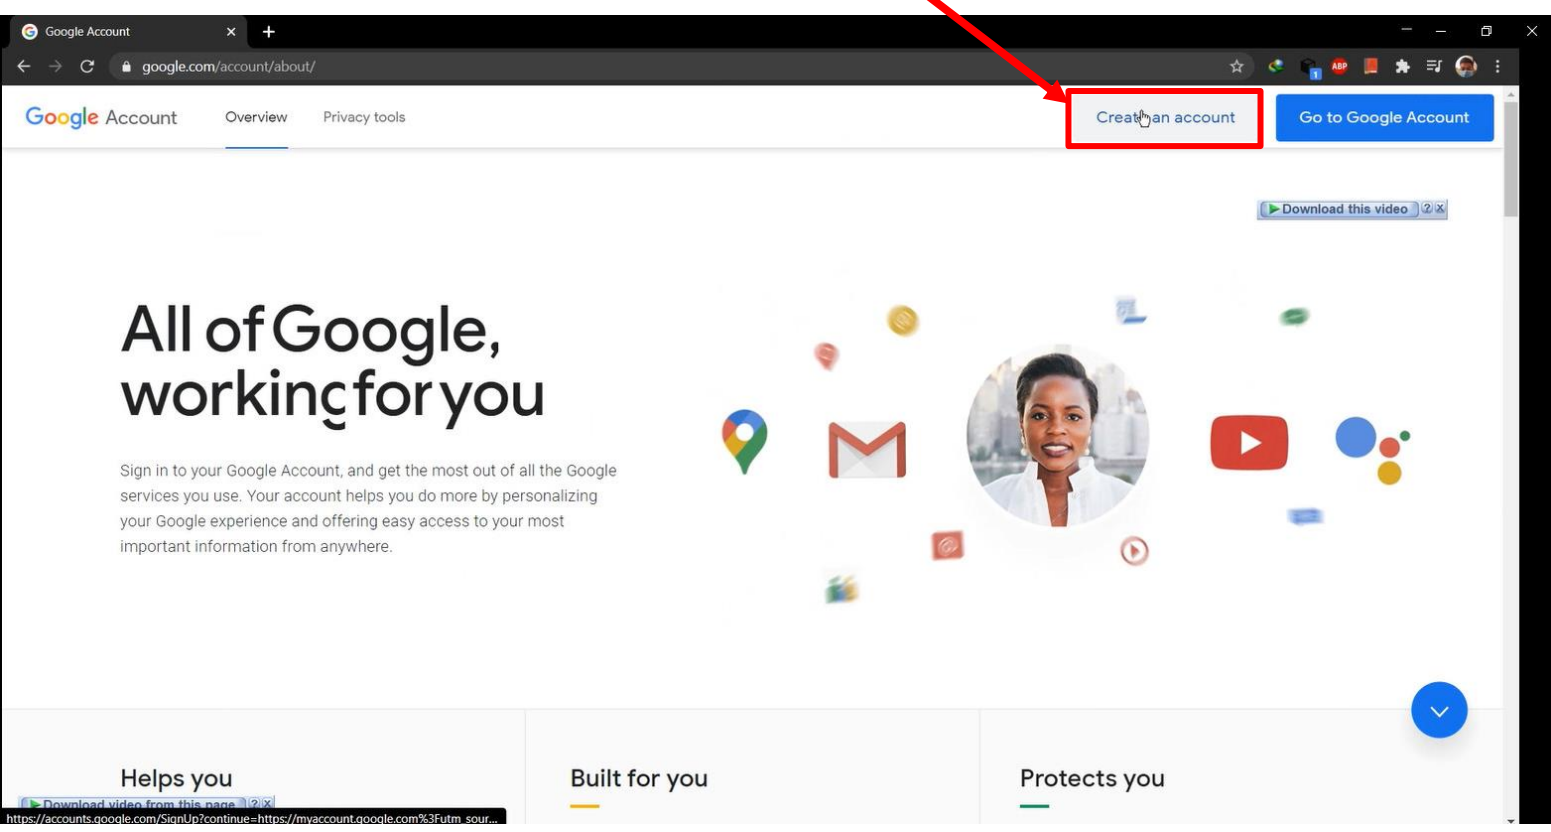 Google Account
google.com/account/about/
1
ABP
Google Account
Overview
Privacy tools
Create an account
Go to Google Account
Download this video
All of Google,
working for you
Sign in to your Google Account, and get the most out of all the Google
services you use. Your account helps you do more by personalizing
your Google experience and offering easy access to your most
important information from anywhere.
Helps you
Built for you
Protects you
Download video from this page
https://accounts.google.com/SignUp?continue=https://myaccount.google.com%3Futm_sour...